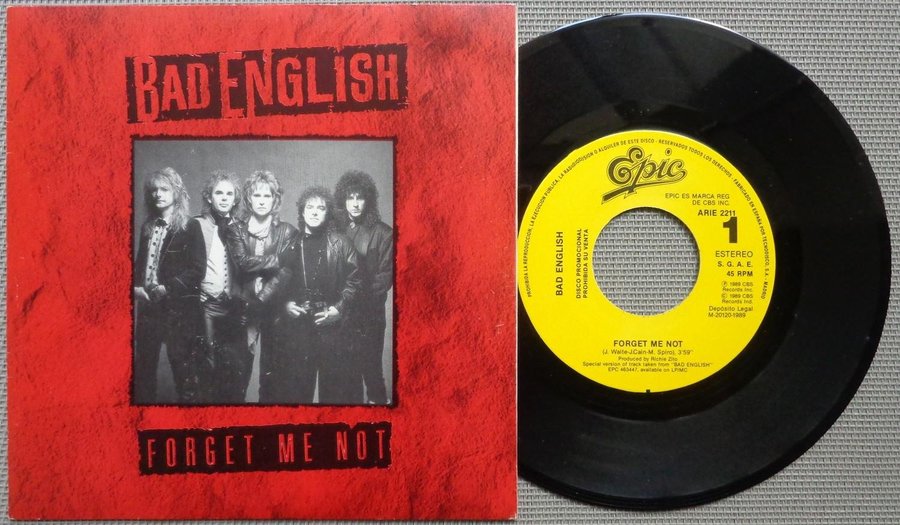 BAD ENGLISH
FORGET ME NOT
PROHIBIDA LA REPRODUCCION, LA EJECUCION PUBLICA, LA RADIODIFUSION O ALQUILER DE ESTE DISCO - RESERVADOS TODOS LOS DERECHOS. FABRICADO EN ESPAÑA POR TECNODISCO, S.A. MADRID
Epic
EPIC ES MARCA REG
DE CBS INC.
ARIE 2211
1
ESTEREO
S. G. A. E.
45 RPM
℗ 1989 CBS
Records Inc.
© 1989 CBS
Records Ind.
Depósito Legal
M-20120-1989
BAD ENGLISH
DISCO PROMOCIONAL
PROHIBIDA SU VENTA
FORGET ME NOT
(J. Waite-J.Cain-M. Spiro), 3'59"
Produced by Richie Zito
Special version of track taken from "BAD ENGLISH"
EPC 463447, available on LP/MC